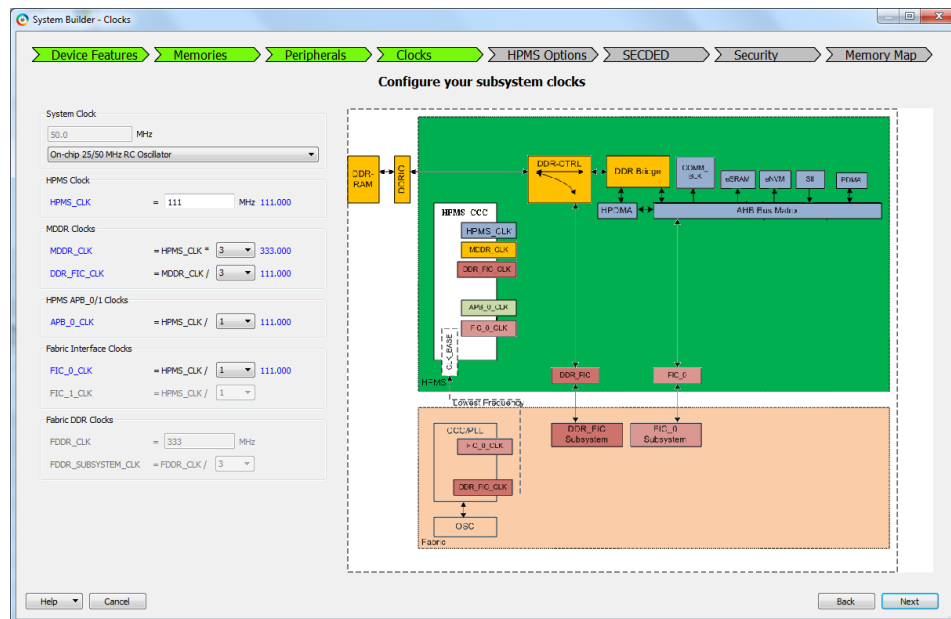 System Builder - Clocks
Device Features Memories Peripherals Clocks HPMS Options SECDED Security Memory Map
Configure your subsystem clocks
System Clock
50.0 MHz
On-chip 25/50 MHz RC Oscillator
HPMS Clock
HPMS_CLK = 111 MHz 111.000
MDDR Clocks
MDDR_CLK = HPMS_CLK * 3 333.000
DDR_FIC_CLK = MDDR_CLK / 3 111.000
HPMS APB_0/1 Clocks
APB_0_CLK = HPMS_CLK / 1 111.000
Fabric Interface Clocks
FIC_0_CLK = HPMS_CLK / 1 111.000
FIC_1_CLK = HPMS_CLK / 1
Fabric DDR Clocks
FDDR_CLK = 333 MHz
FDDR_SUBSYSTEM_CLK = FDDR_CLK / 3
DDR-
RAM
DDRIO
DDR-CTRL
DDR Bridge
COMM_
BLK
eSRAM
eNVM
SII
PDMA
HPDMA
AHB Bus Matrix
HPMS CCC
HPMS_CLK
MDDR_CLK
DDR_FIC_CLK
APB_0_CLK
FIC_0_CLK
CLK_BASE
HPMS
DDR_FIC
FIC_0
Lowest Frequency
CCC/PLL
FIC_0_CLK
DDR_FIC_CLK
OSC
DDR_FIC
Subsystem
FIC_0
Subsystem
Fabric
Help Cancel Back Next